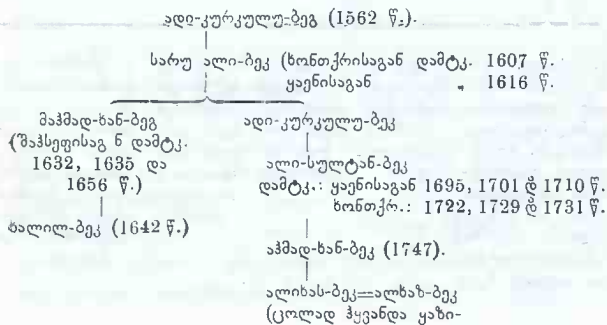 ადი-კურკულუ-ბეგ (1562 წ.).
სარუ ალი-ბეკ (ხონთქრისაგან დამტკ. 1607 წ.
ყაენისაგან „ 1616 წ.
მაჰმად-ხან-ბეგ
(შაჰსეფისაგ ნ დამტკ.
1632, 1635 და
1656 წ.)
ხალილ-ბეკ (1642 წ.)
ადი-კურკულუ-ბეკ
ალი-სულტან-ბეკ
დამტკ.: ყაენისაგან 1695, 1701 და 1710 წ.
ხონთქრ.: 1722, 1729 და 1731 წ.
აჰმად-ხან-ბეკ (1747).
ალიხას-ბეკ=ალხაზ-ბეკ
(ცოლად ჰყვანდა ყაზი-